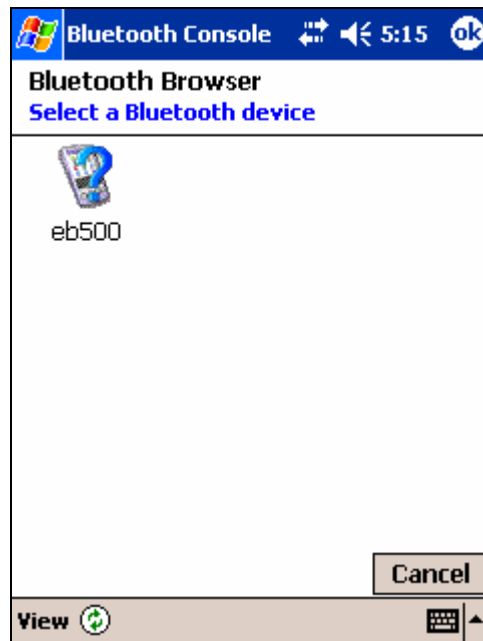 Bluetooth Console 5:15 ok
Bluetooth Browser
Select a Bluetooth device
eb500
Cancel
View